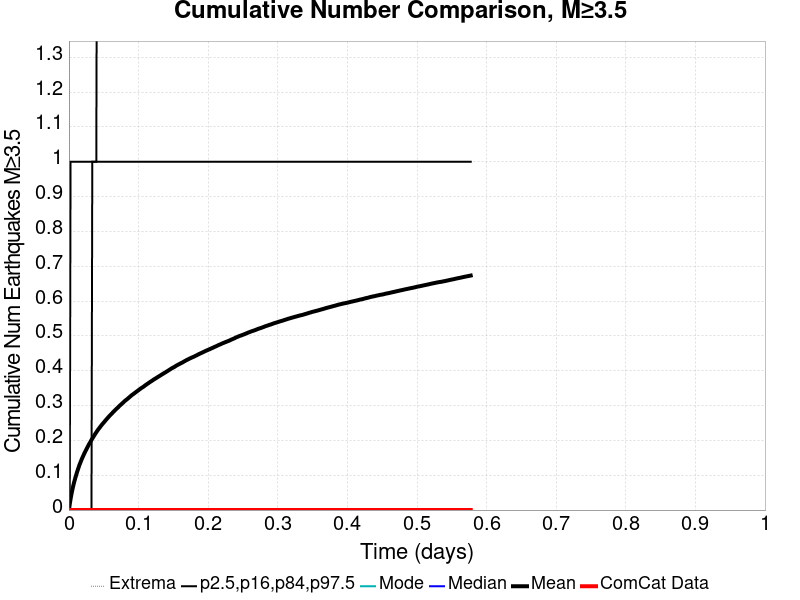 Cumulative Number Comparison, M≥3.5
Cumulative Num Earthquakes M≥3.5
1.3
1.2
1.1
1
0.9
0.8
0.7
0.6
0.5
0.4
0.3
0.2
0.1
0
0 0.1 0.2 0.3 0.4 0.5 0.6 0.7 0.8 0.9 1
Time (days)
Extrema p2.5,p16,p84,p97.5 Mode Median Mean ComCat Data